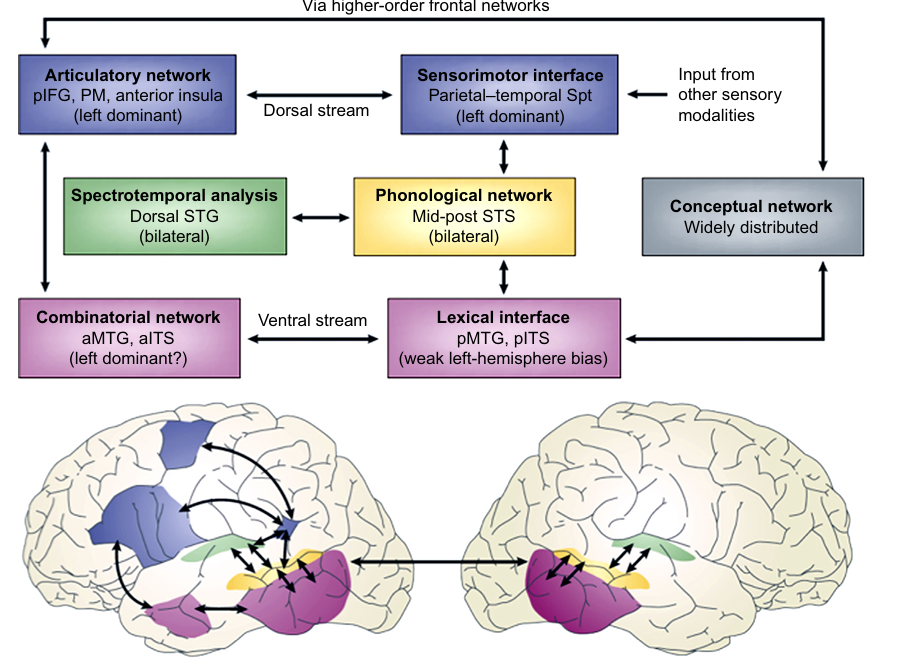 Via higher-order frontal networks
Articulatory network
pIFG, PM, anterior insula
(left dominant)
Dorsal stream
Sensorimotor interface
Parietal–temporal Spt
(left dominant)
Input from
other sensory
modalities
Spectrotemporal analysis
Dorsal STG
(bilateral)
Phonological network
Mid-post STS
(bilateral)
Conceptual network
Widely distributed
Combinatorial network
aMTG, aITS
(left dominant?)
Ventral stream
Lexical interface
pMTG, pITS
(weak left-hemisphere bias)